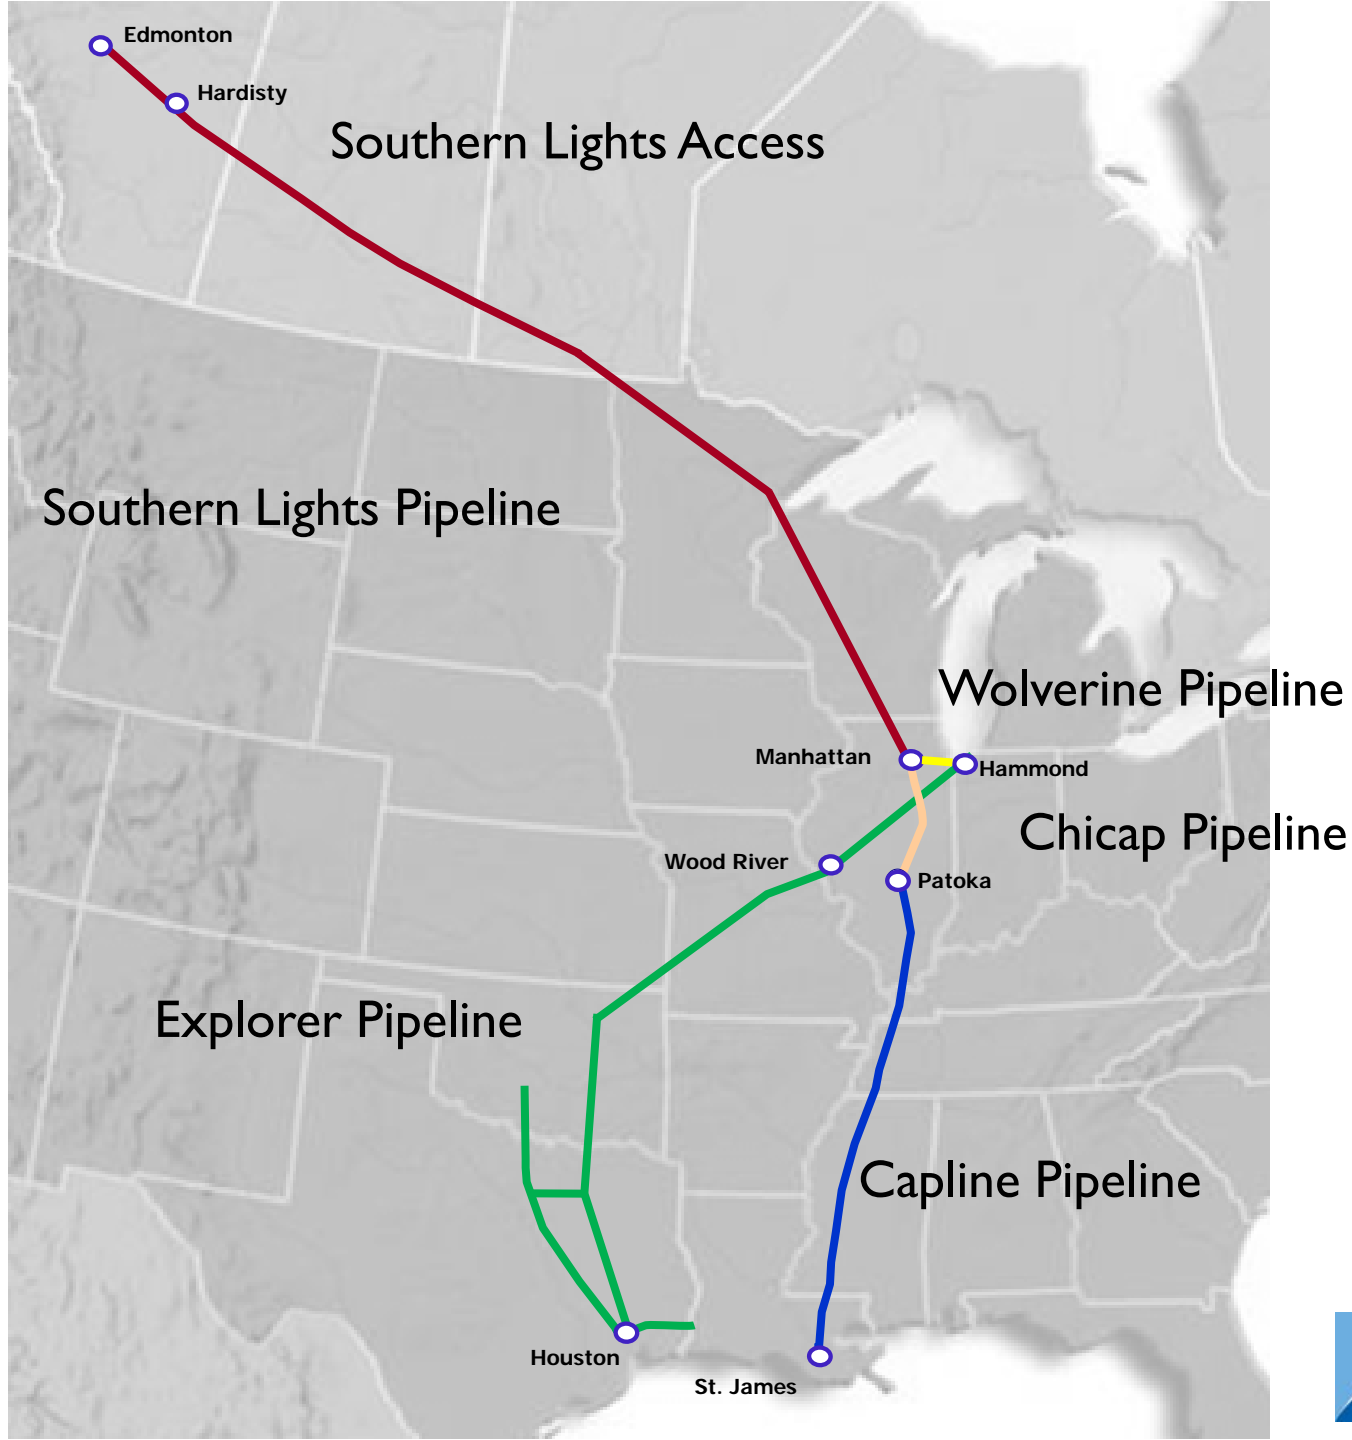 Edmonton
Hardisty
Southern Lights Access
Southern Lights Pipeline
Wolverine Pipeline
Manhattan
Hammond
Chicap Pipeline
Wood River
Patoka
Explorer Pipeline
Capline Pipeline
Houston
St. James